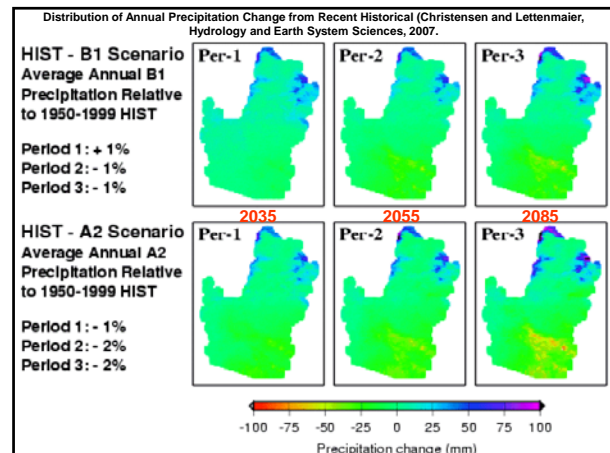 Distribution of Annual Precipitation Change from Recent Historical (Christensen and Lettenmaier,
Hydrology and Earth System Sciences, 2007.
HIST - B1 Scenario
Average Annual B1
Precipitation Relative
to 1950-1999 HIST
Period 1: + 1%
Period 2: - 1%
Period 3: - 1%
Per-1
Per-2
Per-3
2035
2055
2085
HIST - A2 Scenario
Average Annual A2
Precipitation Relative
to 1950-1999 HIST
Period 1: - 1%
Period 2: - 2%
Period 3: - 2%
Per-1
Per-2
Per-3
-100 -75 -50 -25 0 25 50 75 100
Precipitation change (mm)